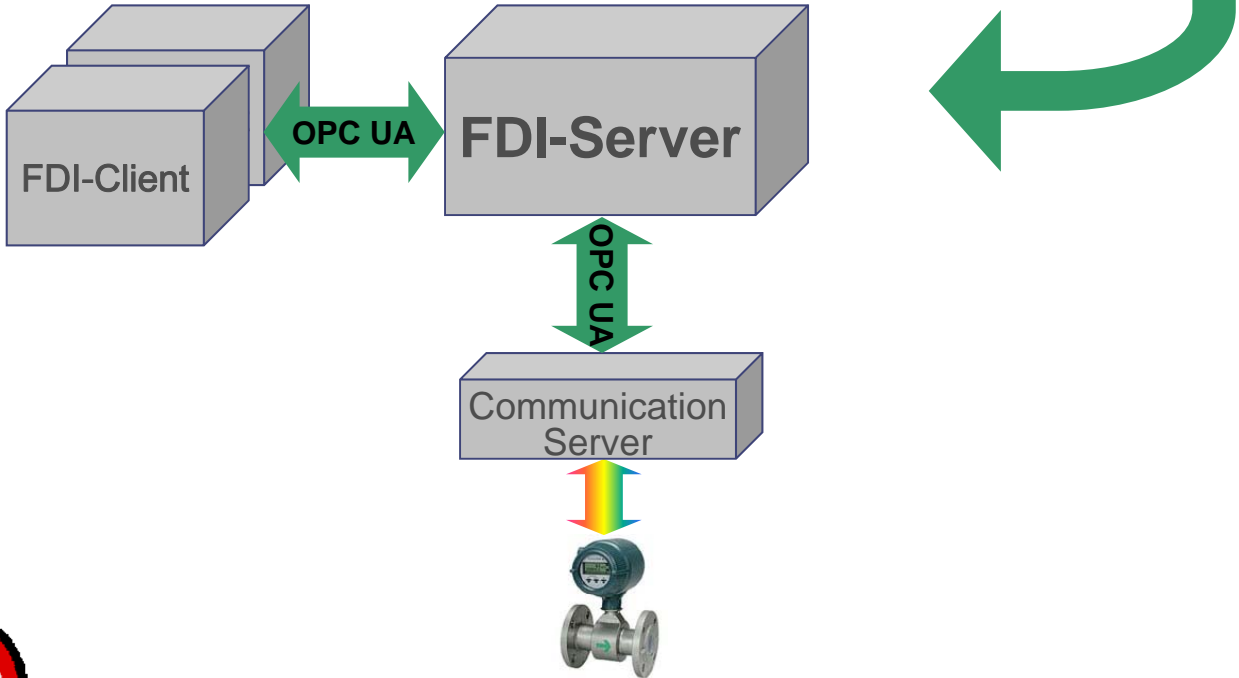 OPC UA
FDI-Server
FDI-Client
OPC UA
Communication
Server